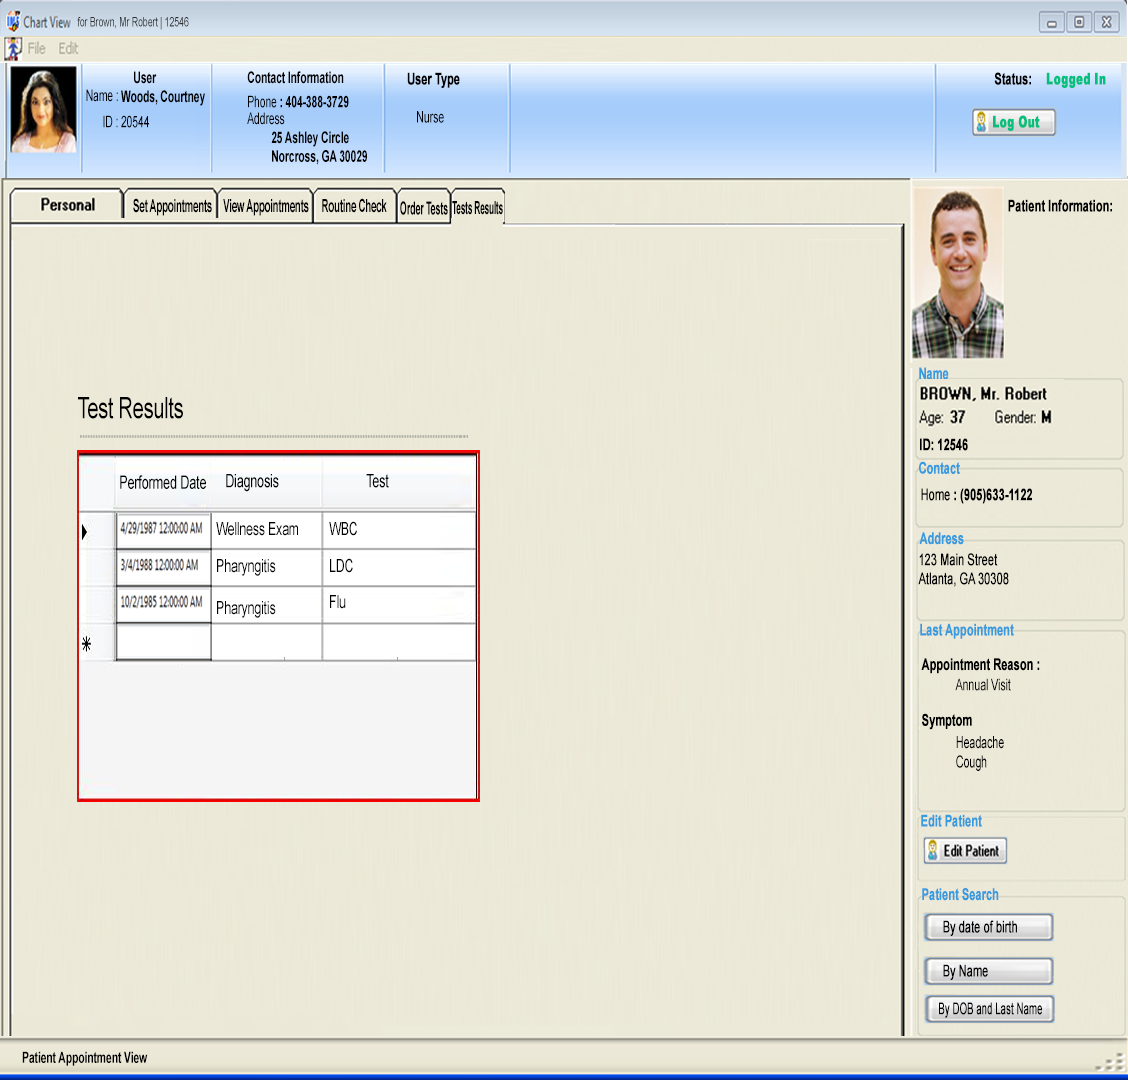 Chart View for Brown, Mr Robert | 12546
File Edit
User
Name : Woods, Courtney
ID : 20544
Contact Information
Phone : 404-388-3729
Address
25 Ashley Circle
Norcross, GA 30029
User Type
Nurse
Status: Logged In
Log Out
Personal Set Appointments View Appointments Routine Check Order Tests Tests Results
Test Results
Performed Date Diagnosis Test
4/29/1987 12:00:00 AM Wellness Exam WBC
3/4/1988 12:00:00 AM Pharyngitis LDC
10/2/1985 12:00:00 AM Pharyngitis Flu
Patient Information:
Name
BROWN, Mr. Robert
Age: 37 Gender: M
ID: 12546
Contact
Home : (905)633-1122
Address
123 Main Street
Atlanta, GA 30308
Last Appointment
Appointment Reason :
Annual Visit
Symptom
Headache
Cough
Edit Patient
Edit Patient
Patient Search
By date of birth
By Name
By DOB and Last Name
Patient Appointment View